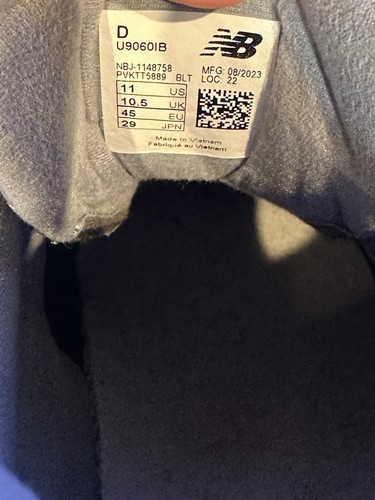 D
U9060IB
NB
NBJ-1148758
PVKTT5889 BLT
MFG: 08/2023
LOC: 22
11 US
10.5 UK
45 EU
29 JPN
Made in Vietnam
Fabriqué au Vietnam